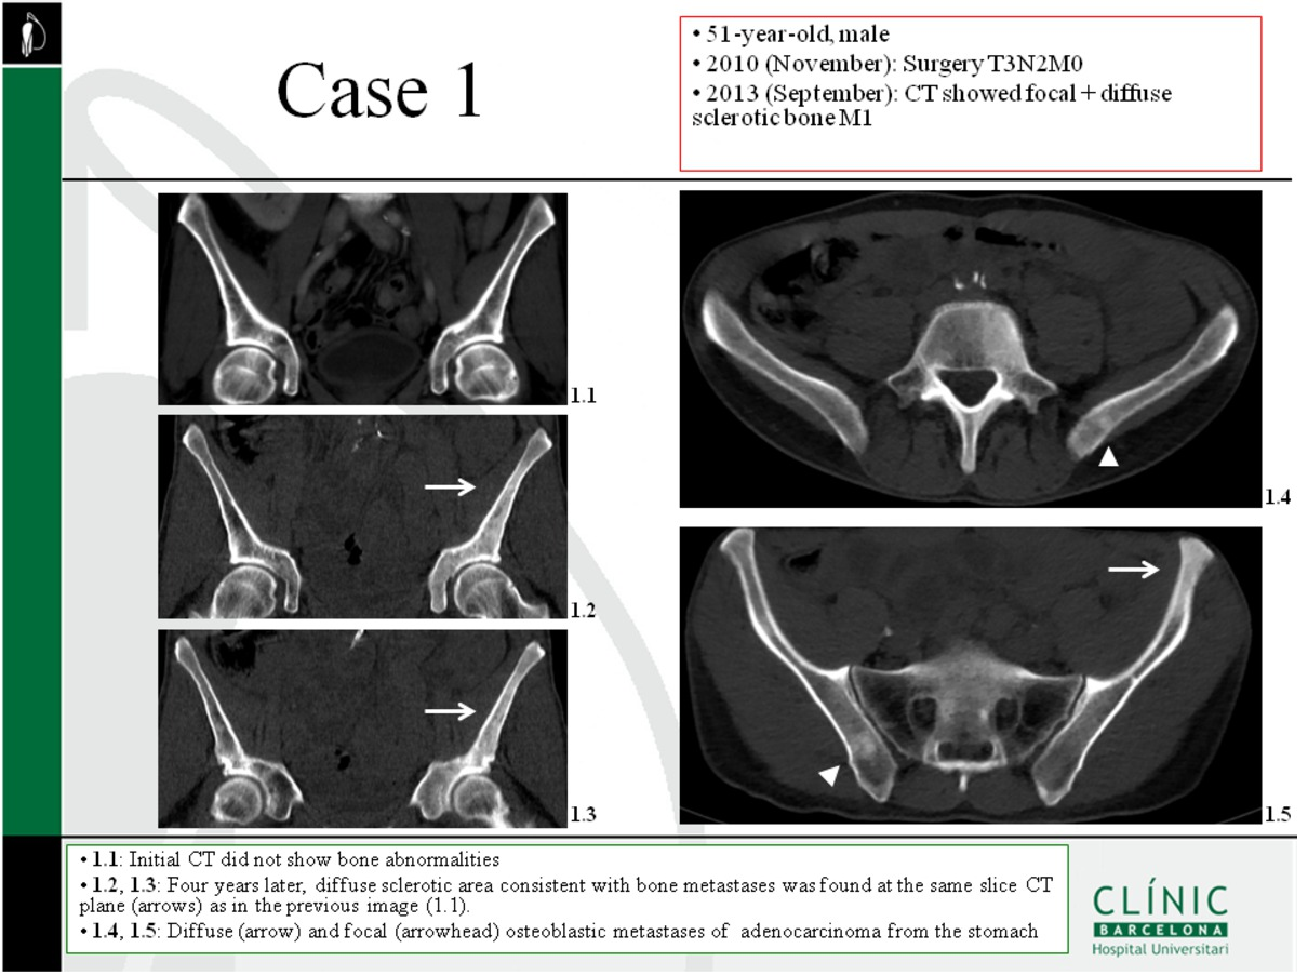 Case 1
• 51-year-old, male
• 2010 (November): Surgery T3N2M0
• 2013 (September): CT showed focal + diffuse
sclerotic bone M1
1.1
1.2
1.3
1.4
1.5
• 1.1: Initial CT did not show bone abnormalities
• 1.2, 1.3: Four years later, diffuse sclerotic area consistent with bone metastases was found at the same slice CT
plane (arrows) as in the previous image (1.1).
• 1.4, 1.5: Diffuse (arrow) and focal (arrowhead) osteoblastic metastases of adenocarcinoma from the stomach
CLÍNIC
BARCELONA
Hospital Universitari